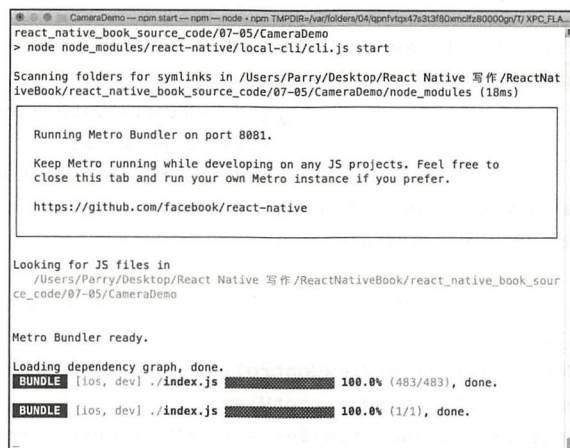 CameraDemo — npm start — npm — node • npm TMPDIR=/var/folders/04/qpnfvtqx47s3t3f80xmclfz80000gn/T/ XPC_FLA...
react_native_book_source_code/07-05/CameraDemo
> node node_modules/react-native/local-cli/cli.js start
Scanning folders for symlinks in /Users/Parry/Desktop/React Native 写作/ReactNat
iveBook/react_native_book_source_code/07-05/CameraDemo/node_modules (18ms)
Running Metro Bundler on port 8081.
Keep Metro running while developing on any JS projects. Feel free to
close this tab and run your own Metro instance if you prefer.
https://github.com/facebook/react-native
Looking for JS files in
/Users/Parry/Desktop/React Native 写作/ReactNativeBook/react_native_book_sour
ce_code/07-05/CameraDemo
Metro Bundler ready.
Loading dependency graph, done.
BUNDLE [ios, dev] ./index.js 100.0% (483/483), done.
BUNDLE [ios, dev] ./index.js 100.0% (1/1), done.